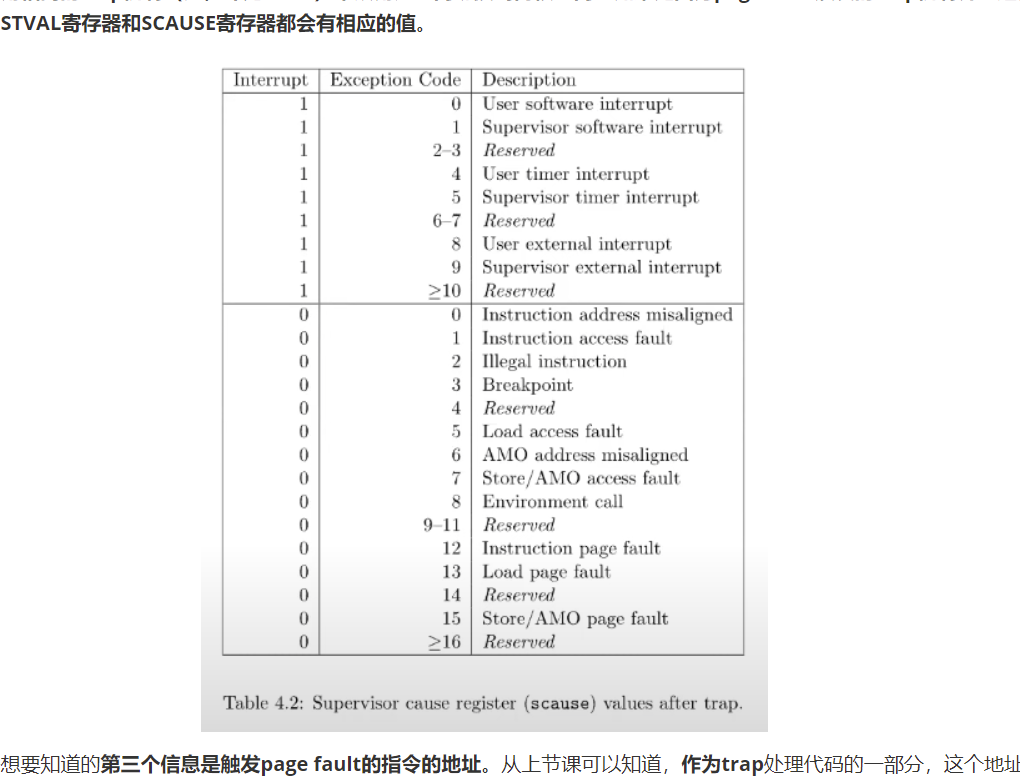 STVAL寄存器和SCAUSE寄存器都会有相应的值。
Interrupt Exception Code Description
1 0 User software interrupt
1 1 Supervisor software interrupt
1 2–3 Reserved
1 4 User timer interrupt
1 5 Supervisor timer interrupt
1 6–7 Reserved
1 8 User external interrupt
1 9 Supervisor external interrupt
1 ≥10 Reserved
0 0 Instruction address misaligned
0 1 Instruction access fault
0 2 Illegal instruction
0 3 Breakpoint
0 4 Reserved
0 5 Load access fault
0 6 AMO address misaligned
0 7 Store/AMO access fault
0 8 Environment call
0 9–11 Reserved
0 12 Instruction page fault
0 13 Load page fault
0 14 Reserved
0 15 Store/AMO page fault
0 ≥16 Reserved
Table 4.2: Supervisor cause register (scause) values after trap.
想要知道的第三个信息是触发page fault的指令的地址。从上节课可以知道，作为trap处理代码的一部分，这个地址